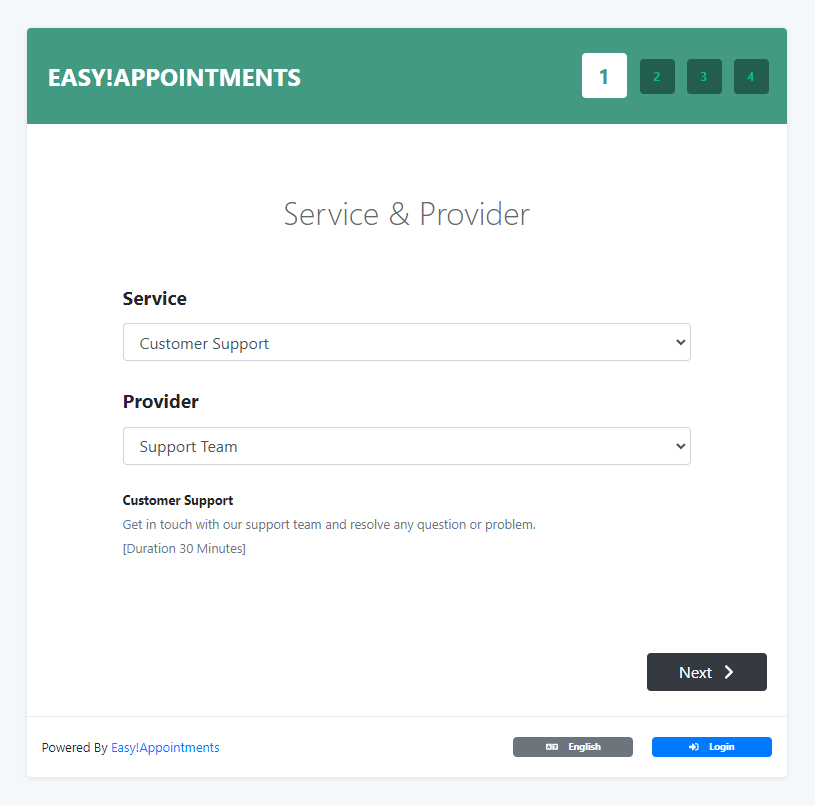 EASY!APPOINTMENTS
1 2 3 4
Service & Provider
Service
Customer Support
Provider
Support Team
Customer Support
Get in touch with our support team and resolve any question or problem.
[Duration 30 Minutes]
Next
Powered By Easy!Appointments
English
Login